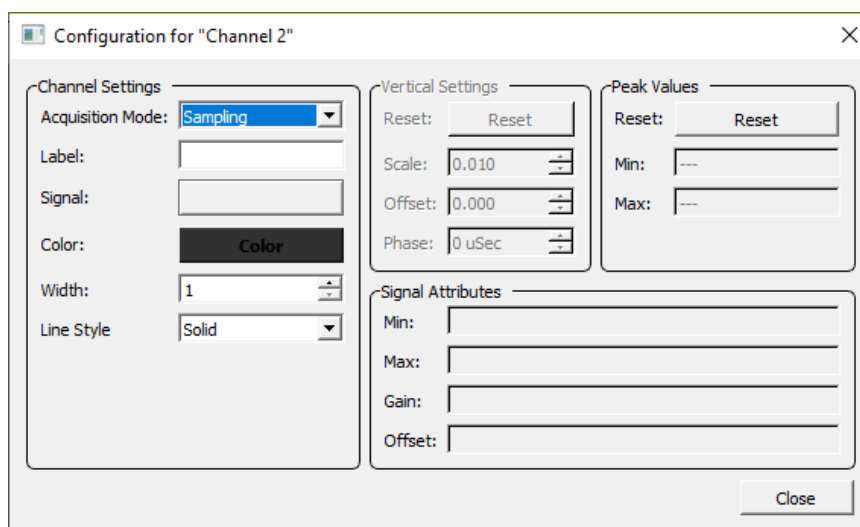 Configuration for "Channel 2"
Channel Settings
Acquisition Mode: Sampling
Label:
Signal:
Color: Color
Width: 1
Line Style Solid
Vertical Settings
Reset: Reset
Scale: 0.010
Offset: 0.000
Phase: 0 uSec
Peak Values
Reset: Reset
Min: ---
Max: ---
Signal Attributes
Min:
Max:
Gain:
Offset:
Close